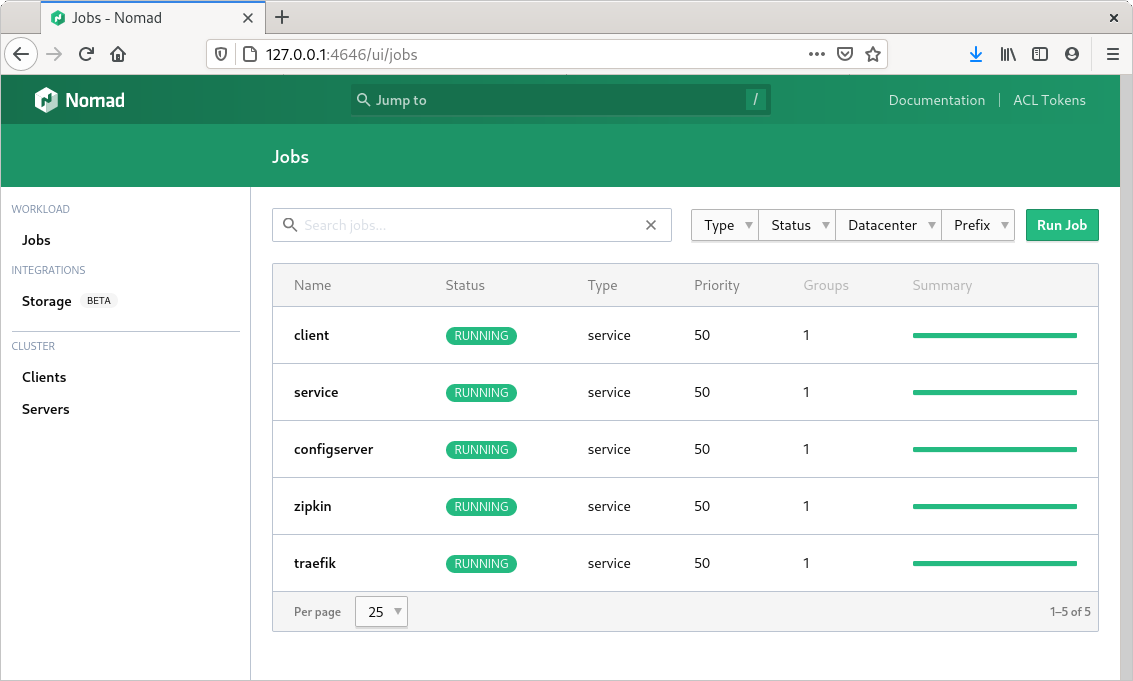 Jobs - Nomad
127.0.0.1:4646/ui/jobs
Nomad
Jump to
/
Documentation
ACL Tokens
Jobs
WORKLOAD
Jobs
INTEGRATIONS
Storage BETA
CLUSTER
Clients
Servers
Search jobs...
Type
Status
Datacenter
Prefix
Run Job
Name Status Type Priority Groups Summary
client RUNNING service 50 1
service RUNNING service 50 1
configserver RUNNING service 50 1
zipkin RUNNING service 50 1
traefik RUNNING service 50 1
Per page 25
1–5 of 5